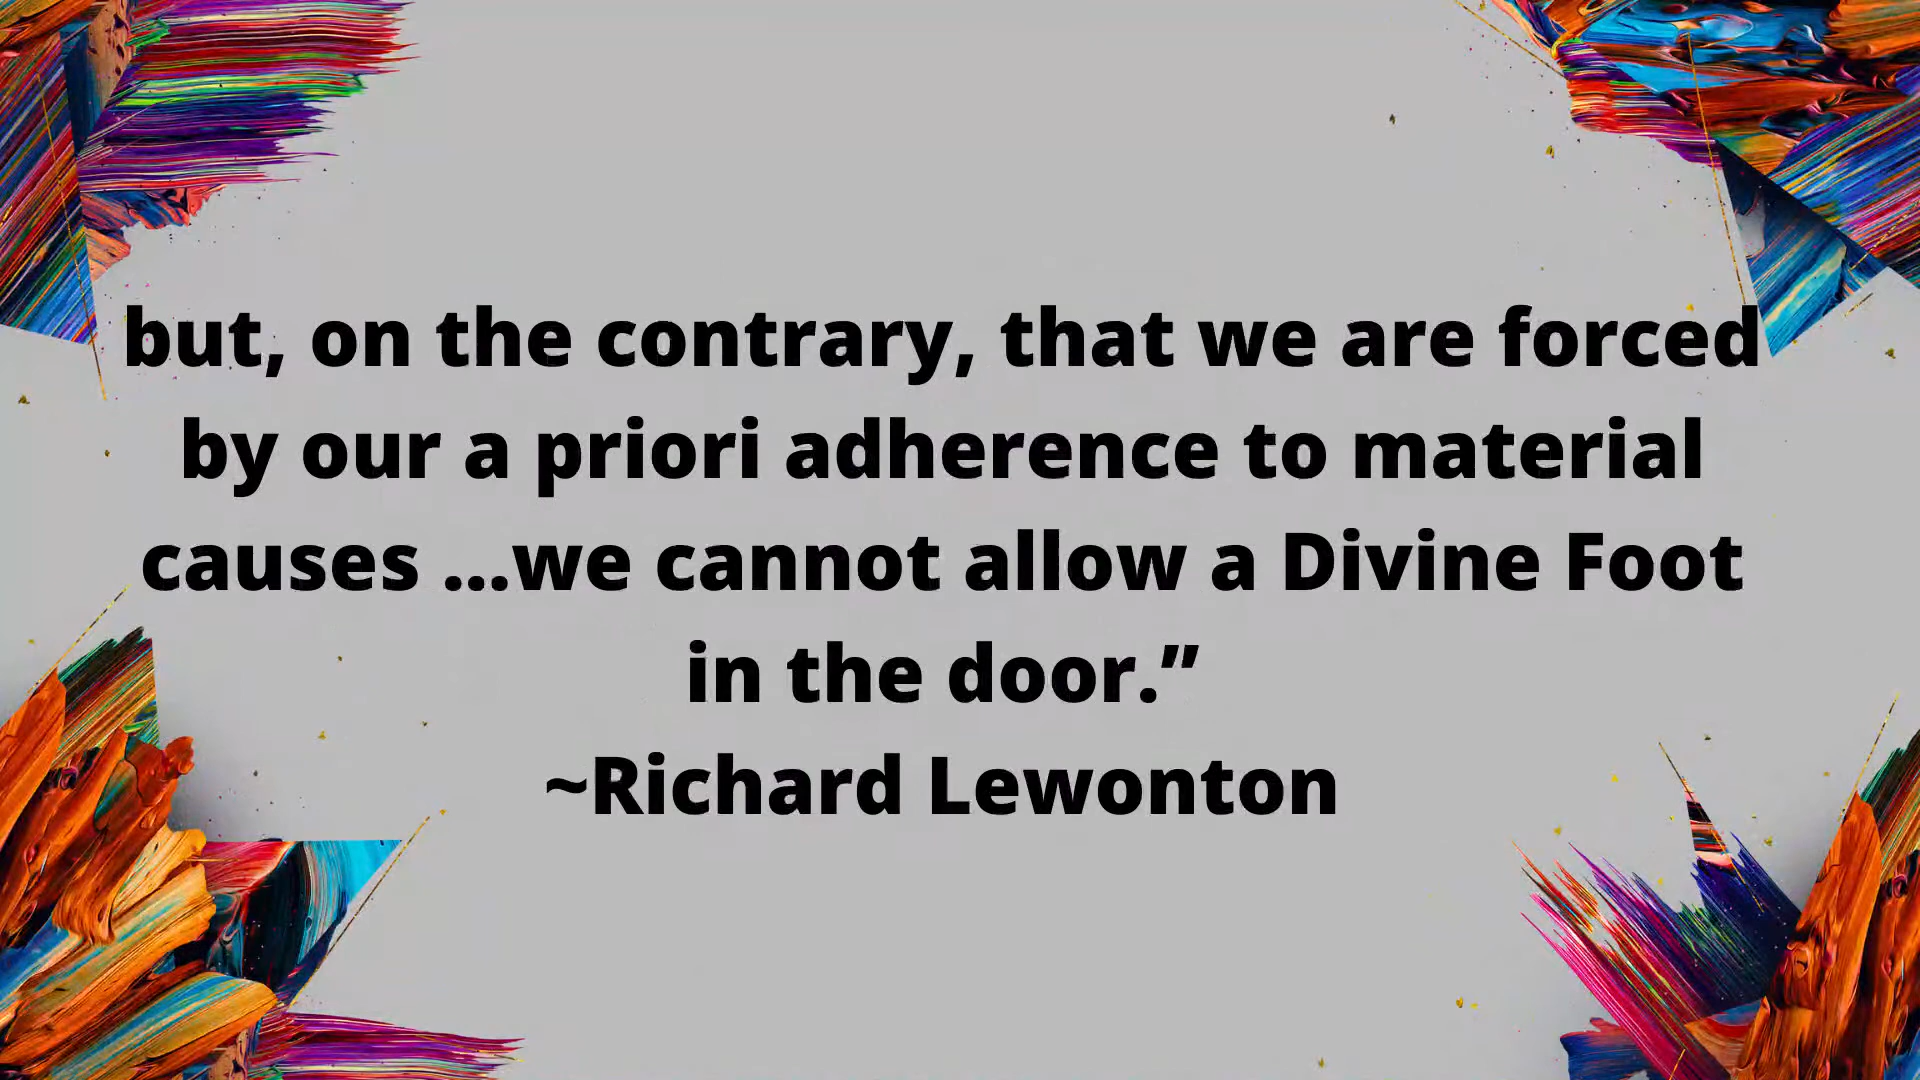 but, on the contrary, that we are forced
by our a priori adherence to material
causes ...we cannot allow a Divine Foot
in the door.”
~Richard Lewonton